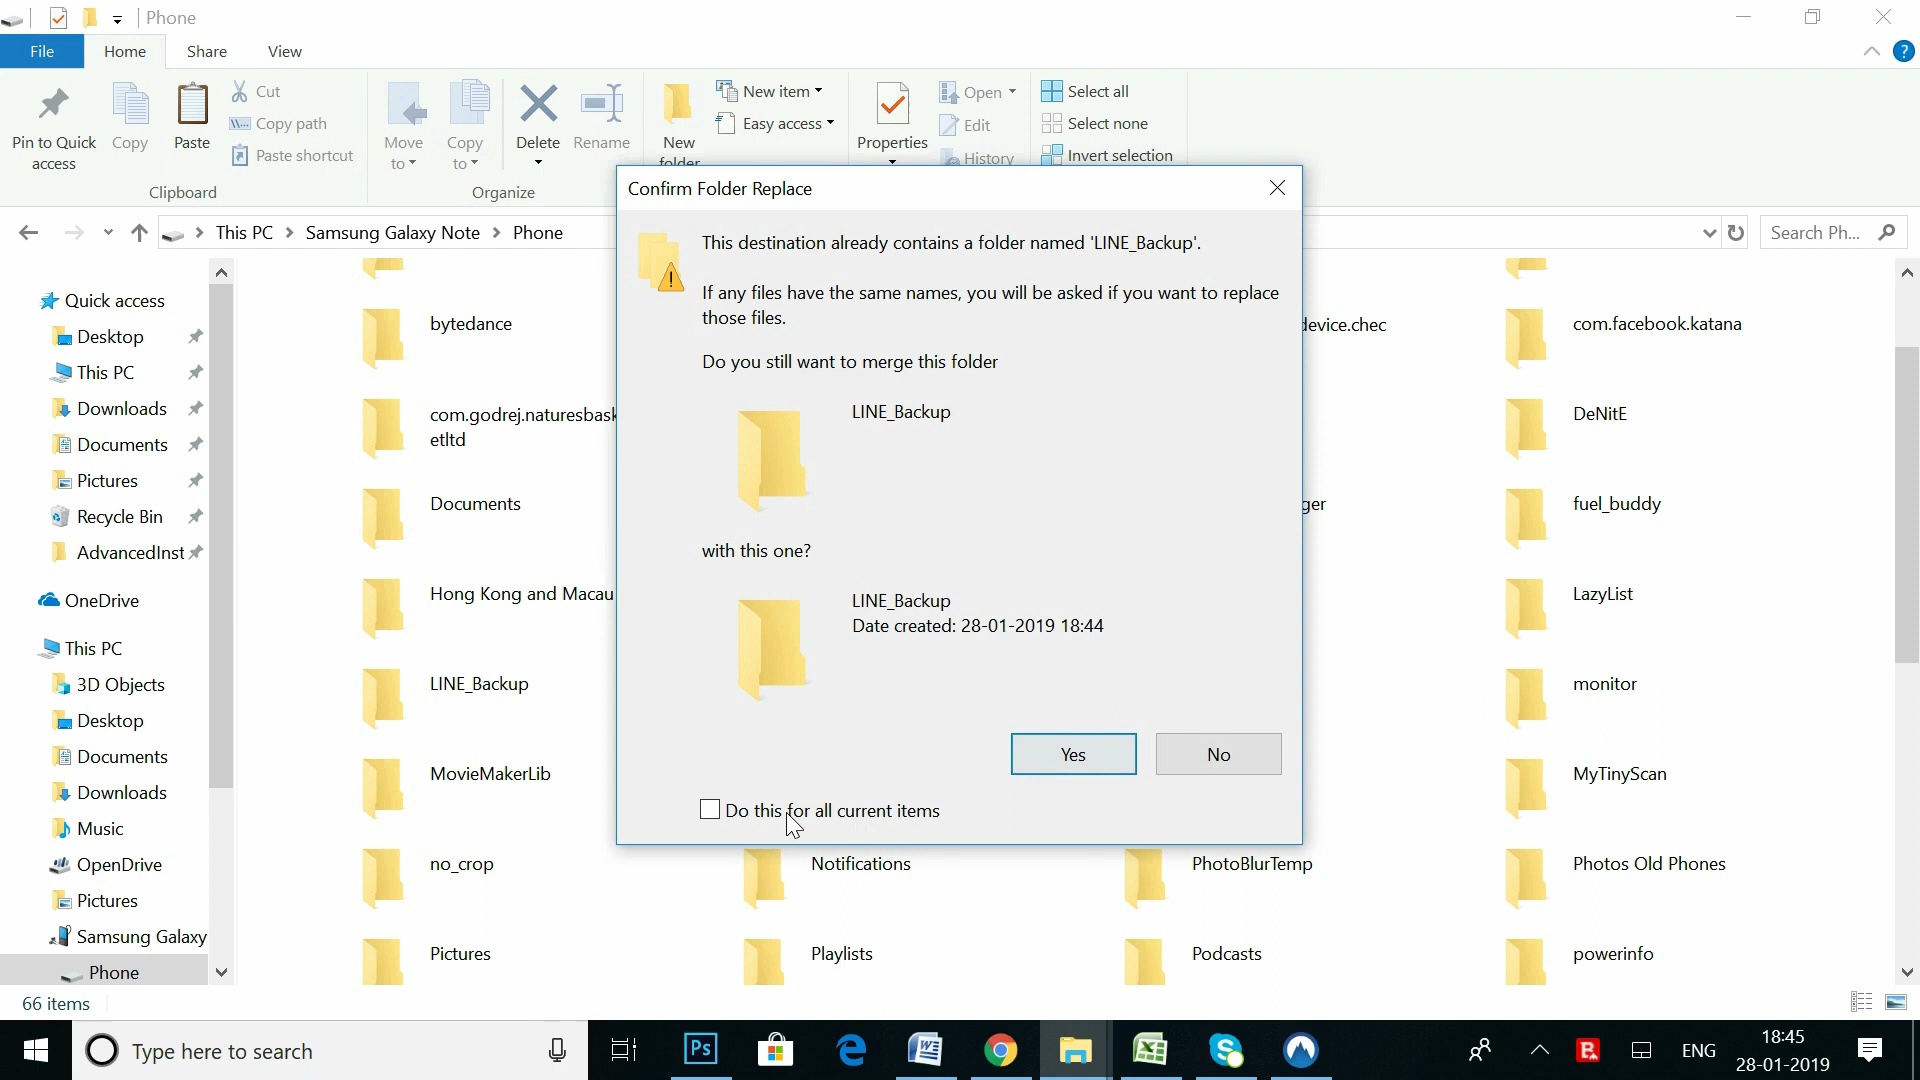 Phone
File
Home
Share
View
Pin to Quick access
Copy
Paste
Cut
Copy path
Paste shortcut
Clipboard
Move to
Copy to
Delete
Rename
Organize
New folder
New item
Easy access
Properties
Open
Edit
History
Select all
Select none
Invert selection
This PC
Samsung Galaxy Note
Phone
Search Ph...
Quick access
Desktop
This PC
Downloads
Documents
Pictures
Recycle Bin
AdvancedInst
OneDrive
This PC
3D Objects
Desktop
Documents
Downloads
Music
OpenDrive
Pictures
Samsung Galaxy
Phone
bytedance
device.chec
com.facebook.katana
com.godrej.naturesbask
etltd
DeNitE
Documents
ger
fuel_buddy
Hong Kong and Macau
LazyList
LINE_Backup
monitor
MovieMakerLib
MyTinyScan
no_crop
Notifications
PhotoBlurTemp
Photos Old Phones
Pictures
Playlists
Podcasts
powerinfo
Confirm Folder Replace
This destination already contains a folder named 'LINE_Backup'.
If any files have the same names, you will be asked if you want to replace
those files.
Do you still want to merge this folder
LINE_Backup
with this one?
LINE_Backup
Date created: 28-01-2019 18:44
Yes
No
Do this for all current items
66 items
Type here to search
Ps
ENG
18:45
28-01-2019